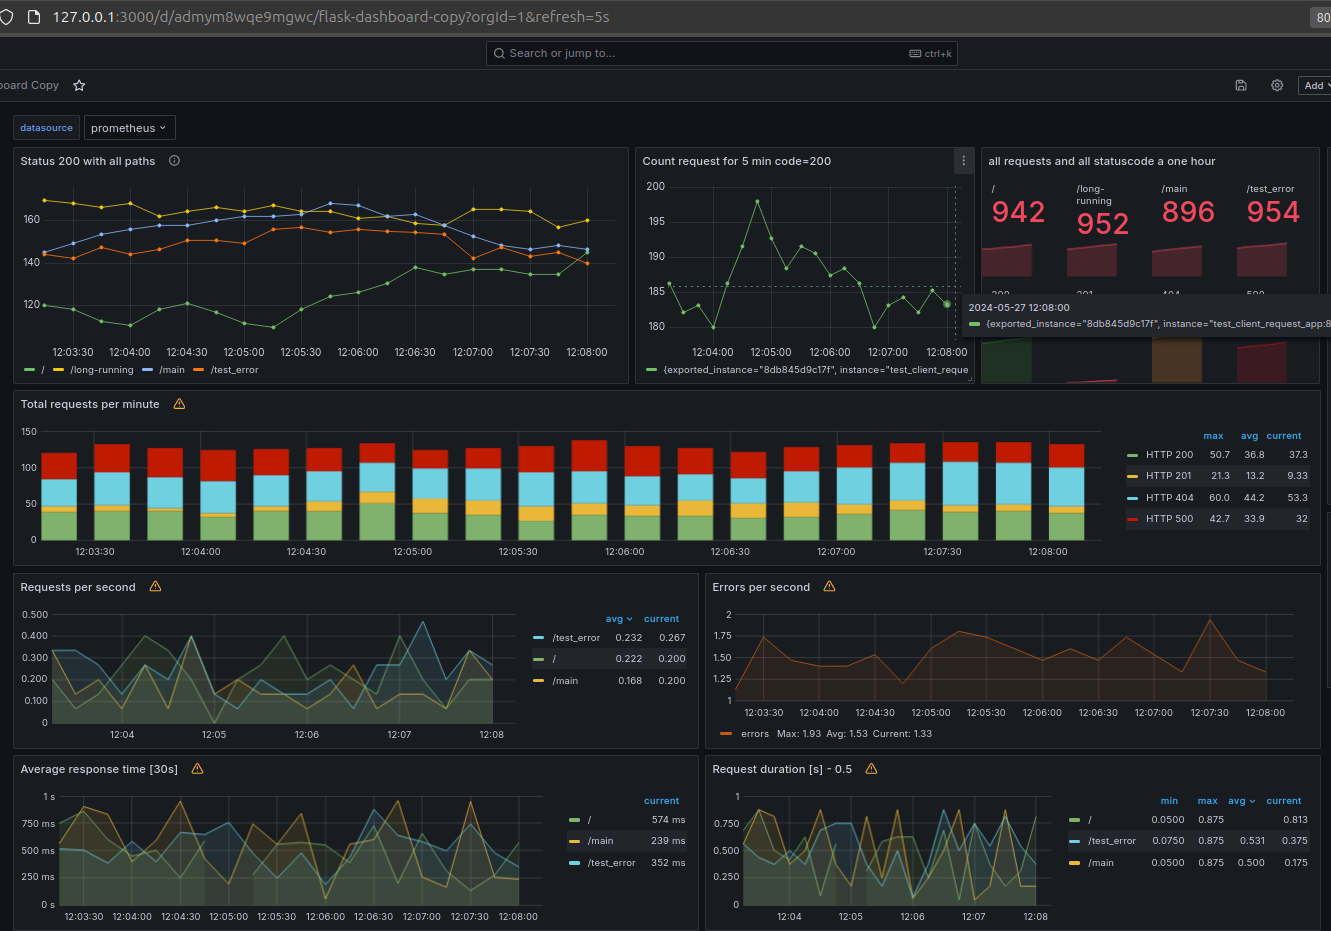 127.0.0.1:3000/d/admym8wqe9mgwc/flask-dashboard-copy?orgId=1&refresh=5s
80
Search or jump to...
ctrl+k
board Copy
Add
datasource
prometheus
Status 200 with all paths
160
140
120
12:03:30 12:04:00 12:04:30 12:05:00 12:05:30 12:06:00 12:06:30 12:07:00 12:07:30 12:08:00
/ /long-running /main /test_error
Count request for 5 min code=200
200
195
190
185
180
12:04:00 12:05:00 12:06:00 12:07:00 12:08:00
{exported_instance="8db845d9c17f", instance="test_client_reque
all requests and all statuscode a one hour
/
942
/long-running
952
/main
896
/test_error
954
2024-05-27 12:08:00
{exported_instance="8db845d9c17f", instance="test_client_request_app:8
Total requests per minute
150
100
50
0
12:03:30 12:04:00 12:04:30 12:05:00 12:05:30 12:06:00 12:06:30 12:07:00 12:07:30 12:08:00
max avg current
HTTP 200 50.7 36.8 37.3
HTTP 201 21.3 13.2 9.33
HTTP 404 60.0 44.2 53.3
HTTP 500 42.7 33.9 32
Requests per second
0.500
0.400
0.300
0.200
0.100
0
12:04 12:05 12:06 12:07 12:08
avg current
/test_error 0.232 0.267
/ 0.222 0.200
/main 0.168 0.200
Errors per second
2
1.75
1.50
1.25
1
12:03:30 12:04:00 12:04:30 12:05:00 12:05:30 12:06:00 12:06:30 12:07:00 12:07:30 12:08:00
errors Max: 1.93 Avg: 1.53 Current: 1.33
Average response time [30s]
1 s
750 ms
500 ms
250 ms
0 s
12:03:30 12:04:00 12:04:30 12:05:00 12:05:30 12:06:00 12:06:30 12:07:00 12:07:30 12:08:00
current
/ 574 ms
/main 239 ms
/test_error 352 ms
Request duration [s] - 0.5
1
0.750
0.500
0.250
0
12:04 12:05 12:06 12:07 12:08
min max avg current
/ 0.0500 0.875 0.813
/test_error 0.0750 0.875 0.531 0.375
/main 0.0500 0.875 0.500 0.175